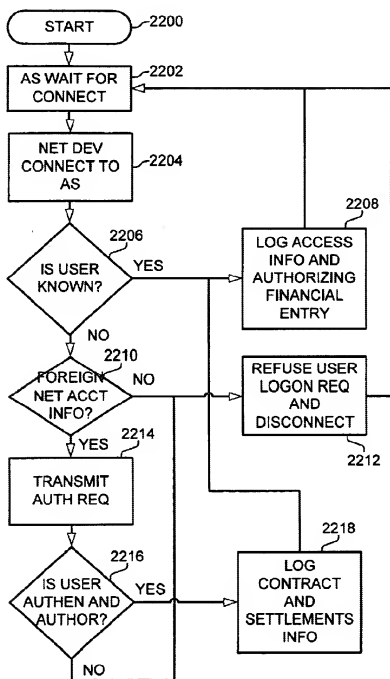 START
2200
AS WAIT FOR
CONNECT
2202
NET DEV
CONNECT TO
AS
2204
IS USER
KNOWN?
2206
YES
NO
LOG ACCESS
INFO AND
AUTHORIZING
FINANCIAL
ENTRY
2208
FOREIGN
NET ACCT
INFO?
2210
NO
YES
REFUSE USER
LOGON REQ
AND
DISCONNECT
2212
TRANSMIT
AUTH REQ
2214
IS USER
AUTHEN AND
AUTHOR?
2216
YES
NO
LOG
CONTRACT
AND
SETTLEMENTS
INFO
2218